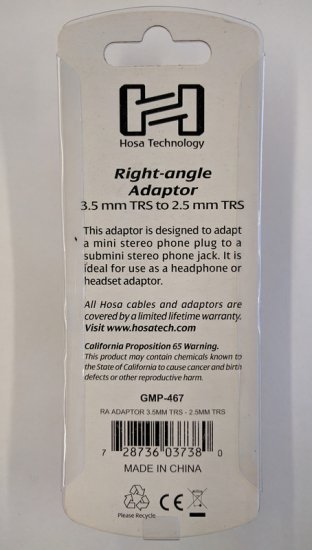 Hosa Technology
Right-angle
Adaptor
3.5 mm TRS to 2.5 mm TRS
This adaptor is designed to adapt
a mini stereo phone plug to a
submini stereo phone jack. It is
ideal for use as a headphone or
headset adaptor.
All Hosa cables and adaptors are
covered by a limited lifetime warranty.
Visit www.hosatech.com
California Proposition 65 Warning.
This product may contain chemicals known to
the State of California to cause cancer and birth
defects or other reproductive harm.
GMP-467
RA ADAPTOR 3.5MM TRS - 2.5MM TRS
7 28736 03738 0
MADE IN CHINA
Please Recycle.
CE